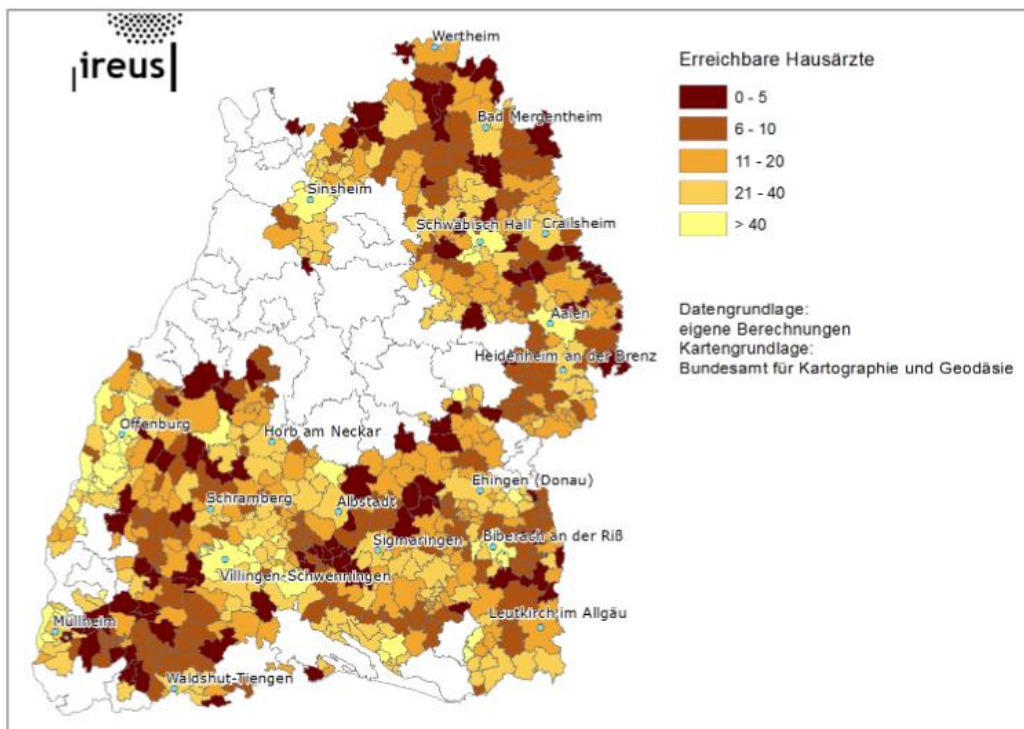 ireus
Wertheim
Bad Mergentheim
Sinsheim
Schwäbisch Hall
Crailsheim
Aalen
Heidenheim an der Brenz
Offenburg
Horb am Neckar
Schramberg
Albstadt
Ehingen (Donau)
Sigmaringen
Biberach an der Riß
Villingen-Schwenningen
Leutkirch im Allgäu
Müllheim
Waldshut-Tiengen
Erreichbare Hausärzte
0 - 5
6 - 10
11 - 20
21 - 40
> 40
Datengrundlage:
eigene Berechnungen
Kartengrundlage:
Bundesamt für Kartographie und Geodäsie